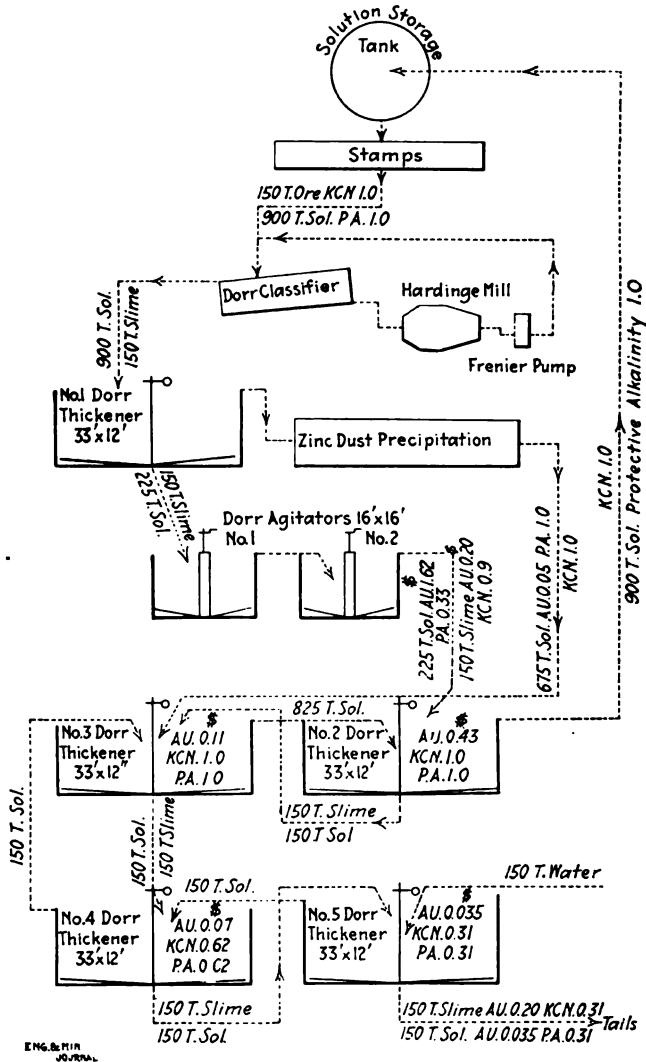 Solution Storage
Tank
Stamps
150 T. Ore KCN 1.0
900 T. Sol. P.A. 1.0
Dorr Classifier
Hardinge Mill
Frenier Pump
900 T. Sol.
150 T. Slime
No.1 Dorr
Thickener
33'x12'
Zinc Dust Precipitation
150 T. Slime
225 T. Sol.
Dorr Agitators 16'x16'
No.1
No.2
$
225 T. Sol. AU. 1.62
P.A. 0.33
$
150 T. Slime AU. 0.20
KCN. 0.9
675 T. Sol. AU. 0.05 P.A. 1.0
KCN. 1.0
KCN. 1.0
900 T. Sol. Protective Alkalinity 1.0
825 T. Sol.
No.3 Dorr
Thickener
33'x12"
$
AU. 0.11
KCN. 1.0
P.A. 1 0
No.2 Dorr
Thickener
33'x12'
$
AU. 0.43
KCN. 1.0
P.A. 1.0
150 T. Slime
150 T Sol
150 T. Sol.
150 T. Sol.
150 T Slime
150 T. Sol.
150 T. Water
No.4 Dorr
Thickener
33'x12'
$
AU. 0.07
KCN. 0.62
P.A. 0 C2
No.5 Dorr
Thickener
33'x12'
$
AU. 0.035
KCN. 0.31
P.A. 0.31
150 T. Slime
150 T. Sol.
150 T. Slime AU. 0.20 KCN. 0.31
150 T. Sol. AU. 0.035 P.A. 0.31
Tails
ENG. & MIN
JOURNAL